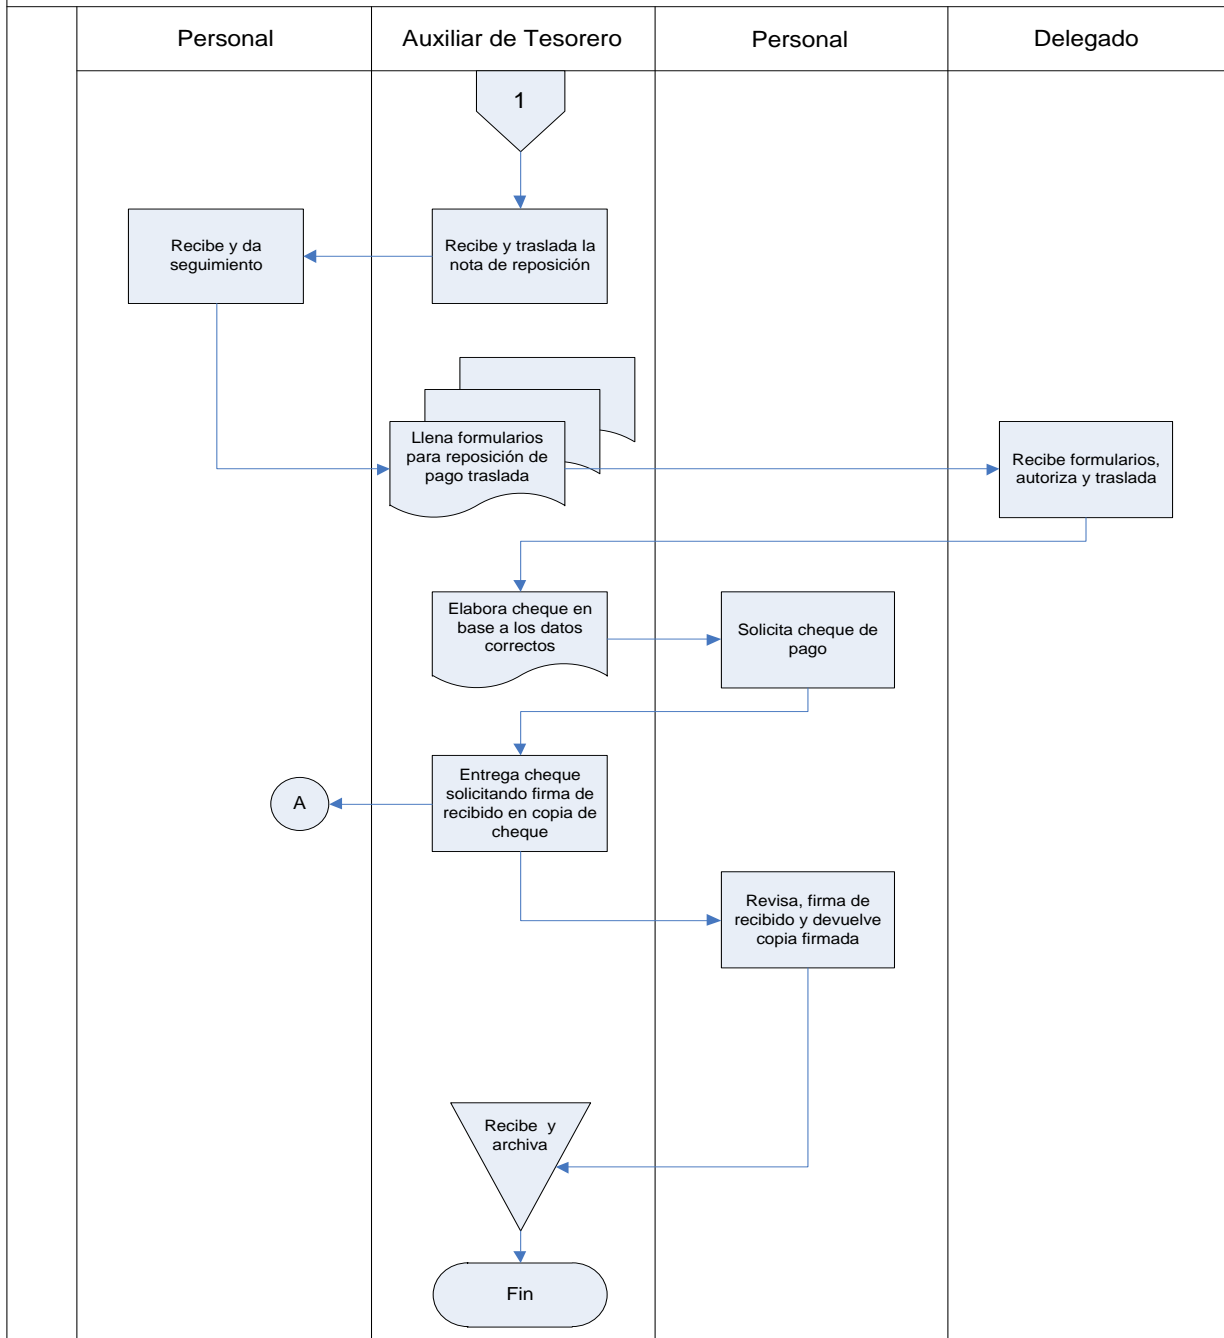 Personal
Auxiliar de Tesorero
Personal
Delegado
1
Recibe y da
seguimiento
Recibe y traslada la
nota de reposición
Llena formularios
para reposición de
pago traslada
Recibe formularios,
autoriza y traslada
Elabora cheque en
base a los datos
correctos
Solicita cheque de
pago
A
Entrega cheque
solicitando firma de
recibido en copia de
cheque
Revisa, firma de
recibido y devuelve
copia firmada
Recibe y
archiva
Fin